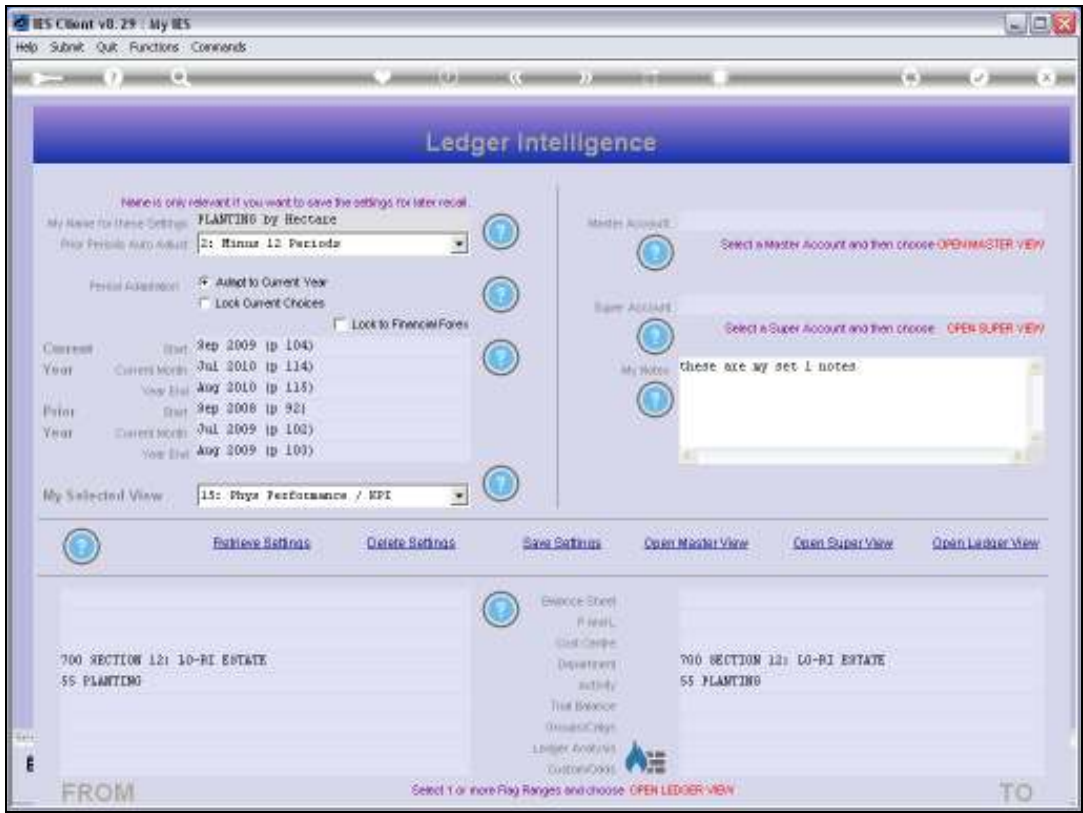 IES Client v8.29 : My IES
Help Submit Quit Functions Commands
Ledger Intelligence
Name is only relevant if you want to save the settings for later recall.
My Name for these Settings PLANTING by Hectare
Prior Periods Auto Adjust 2: Minus 12 Periods
Period Adaptation Adapt to Current Year
Lock Current Choices
Lock to Financial Forex
Current Start Sep 2009 (p 104)
Year Current Month Jul 2010 (p 114)
Year End Aug 2010 (p 115)
Prior Start Sep 2008 (p 92)
Year Current Month Jul 2009 (p 102)
Year End Aug 2009 (p 103)
My Selected View 15: Phys Performance / KPI
Master Account
Select a Master Account and then choose OPEN MASTER VIEW
Super Account
Select a Super Account and then choose OPEN SUPER VIEW
My Notes these are my set 1 notes
Retrieve Settings Delete Settings Save Settings Open Master View Open Super View Open Ledger View
Balance Sheet
P and L
Cost Centre
700 SECTION 12: LO-RI ESTATE Department 700 SECTION 12: LO-RI ESTATE
55 PLANTING Activity 55 PLANTING
Trial Balance
Groups/Cnlgn
Ledger Analysis
Custom/Odds
FROM Select 1 or more Flag Ranges and choose OPEN LEDGER VIEW TO